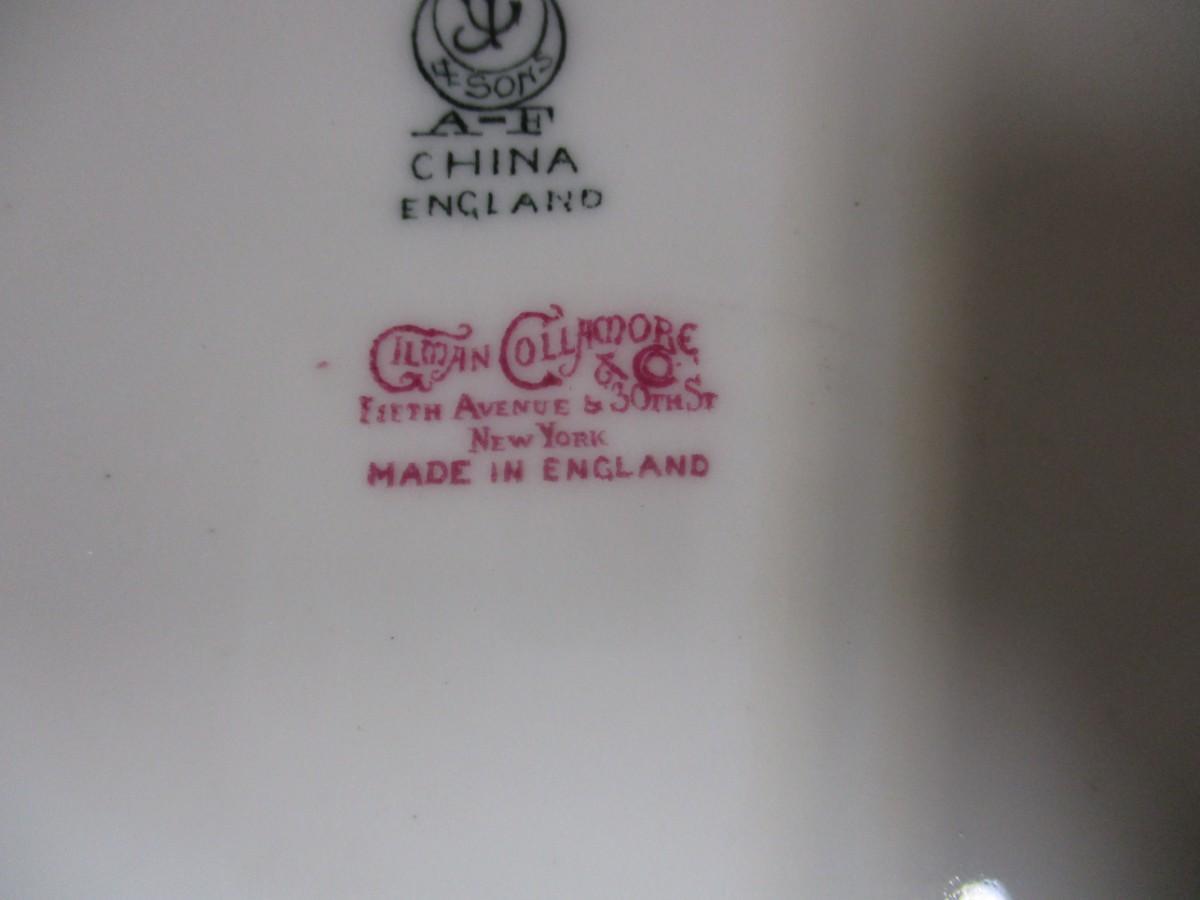 & SONS
A-F
CHINA
ENGLAND
GILMAN COLLAMORE
& Co.
FIFTH AVENUE & 30TH ST
NEW YORK
MADE IN ENGLAND